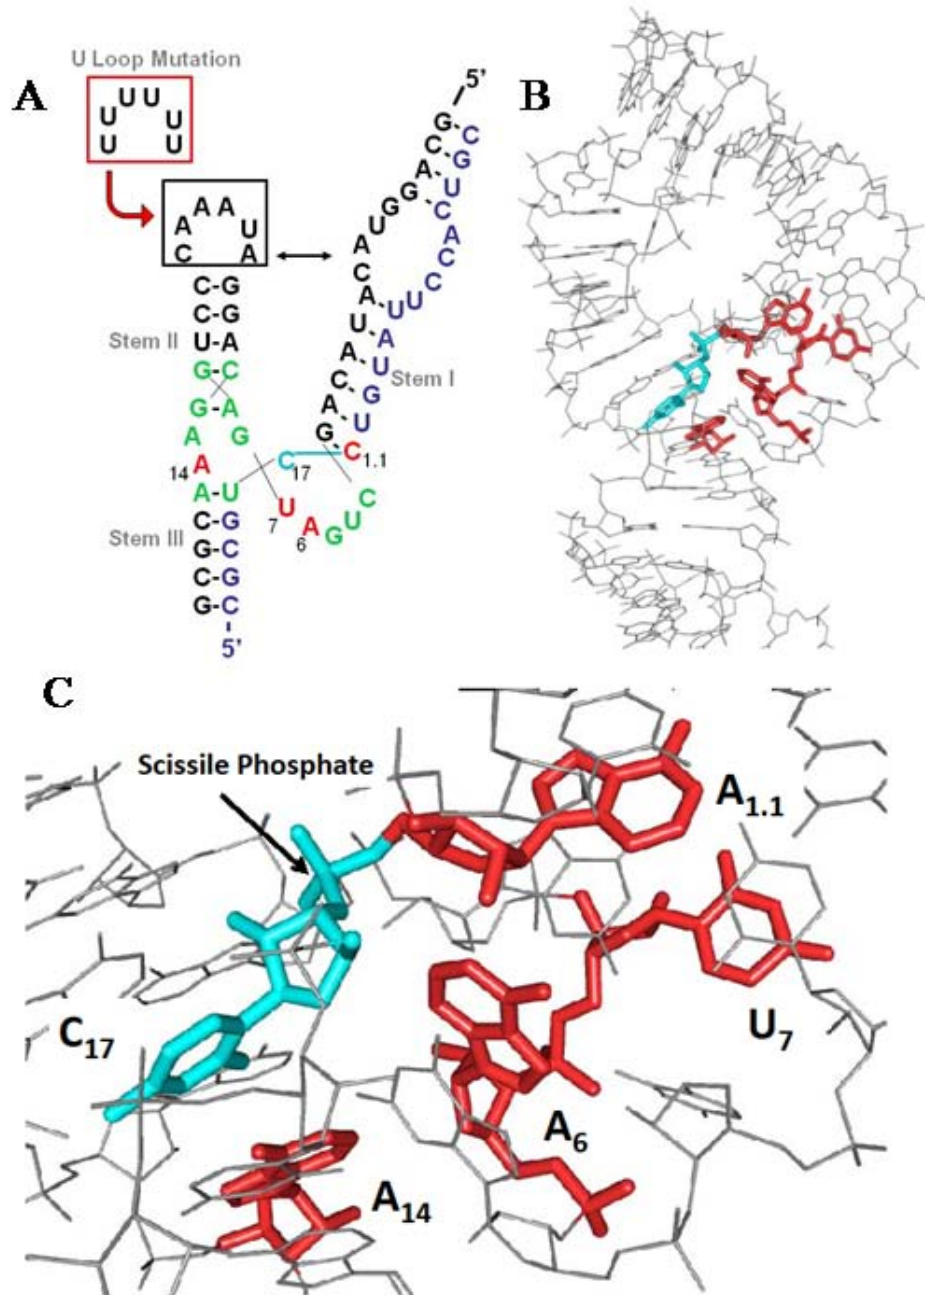 A
U Loop Mutation
U U U U U U
C A A A U A
C-G
C-G
U-A
Stem II
G C
G A
A G
14 A
A-U
C-G
G-C
C-G
G-C
Stem III
5'
5'
G C A G G U A C A U A C A G
C G U C A C C U U A U G U
Stem I
C 17
C 1.1
U 7
A 6
G U C
B
C
Scissile Phosphate
A1.1
C17
U7
A6
A14